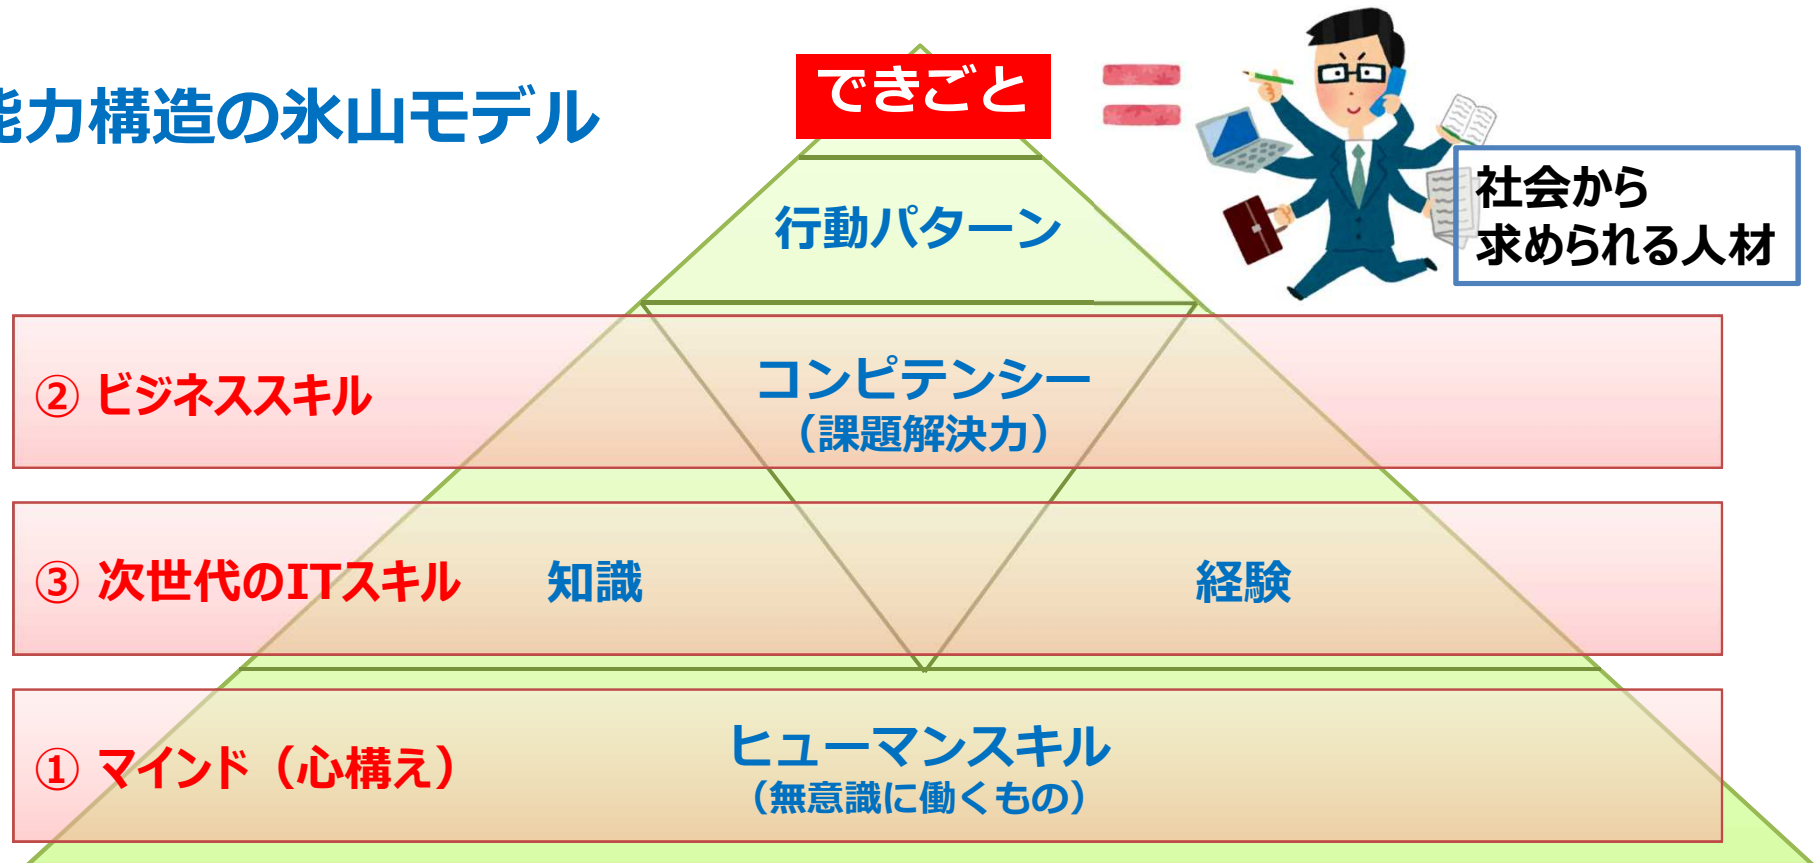 能力構造の氷山モデル
できごと
社会から
求められる人材
行動パターン
② ビジネススキル
コンピテンシー
（課題解決力）
③ 次世代のITスキル
知識
経験
① マインド（心構え）
ヒューマンスキル
（無意識に働くもの）